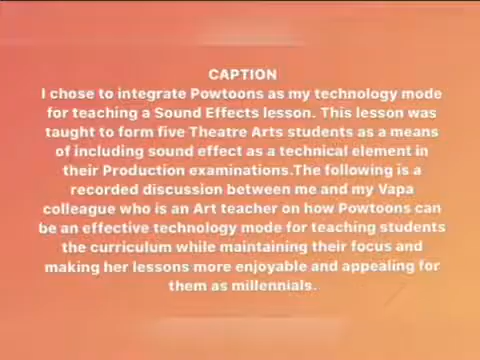 CAPTION
I chose to integrate Powtoons as my technology mode
for teaching a Sound Effects lesson. This lesson was
taught to form five Theatre Arts students as a means
of including sound effect as a technical element in
their Production examinations.The following is a
recorded discussion between me and my Vapa
colleague who is an Art teacher on how Powtoons can
be an effective technology mode for teaching students
the curriculum while maintaining their focus and
making her lessons more enjoyable and appealing for
them as millennials.